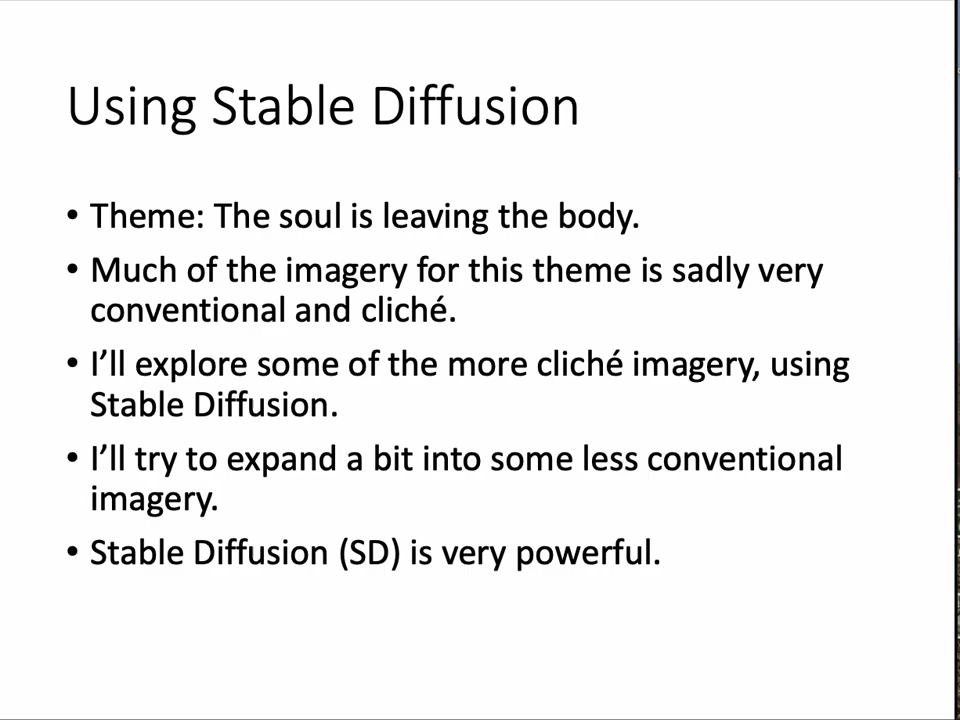 Using Stable Diffusion
• Theme: The soul is leaving the body.
• Much of the imagery for this theme is sadly very
conventional and cliché.
• I’ll explore some of the more cliché imagery, using
Stable Diffusion.
• I’ll try to expand a bit into some less conventional
imagery.
• Stable Diffusion (SD) is very powerful.